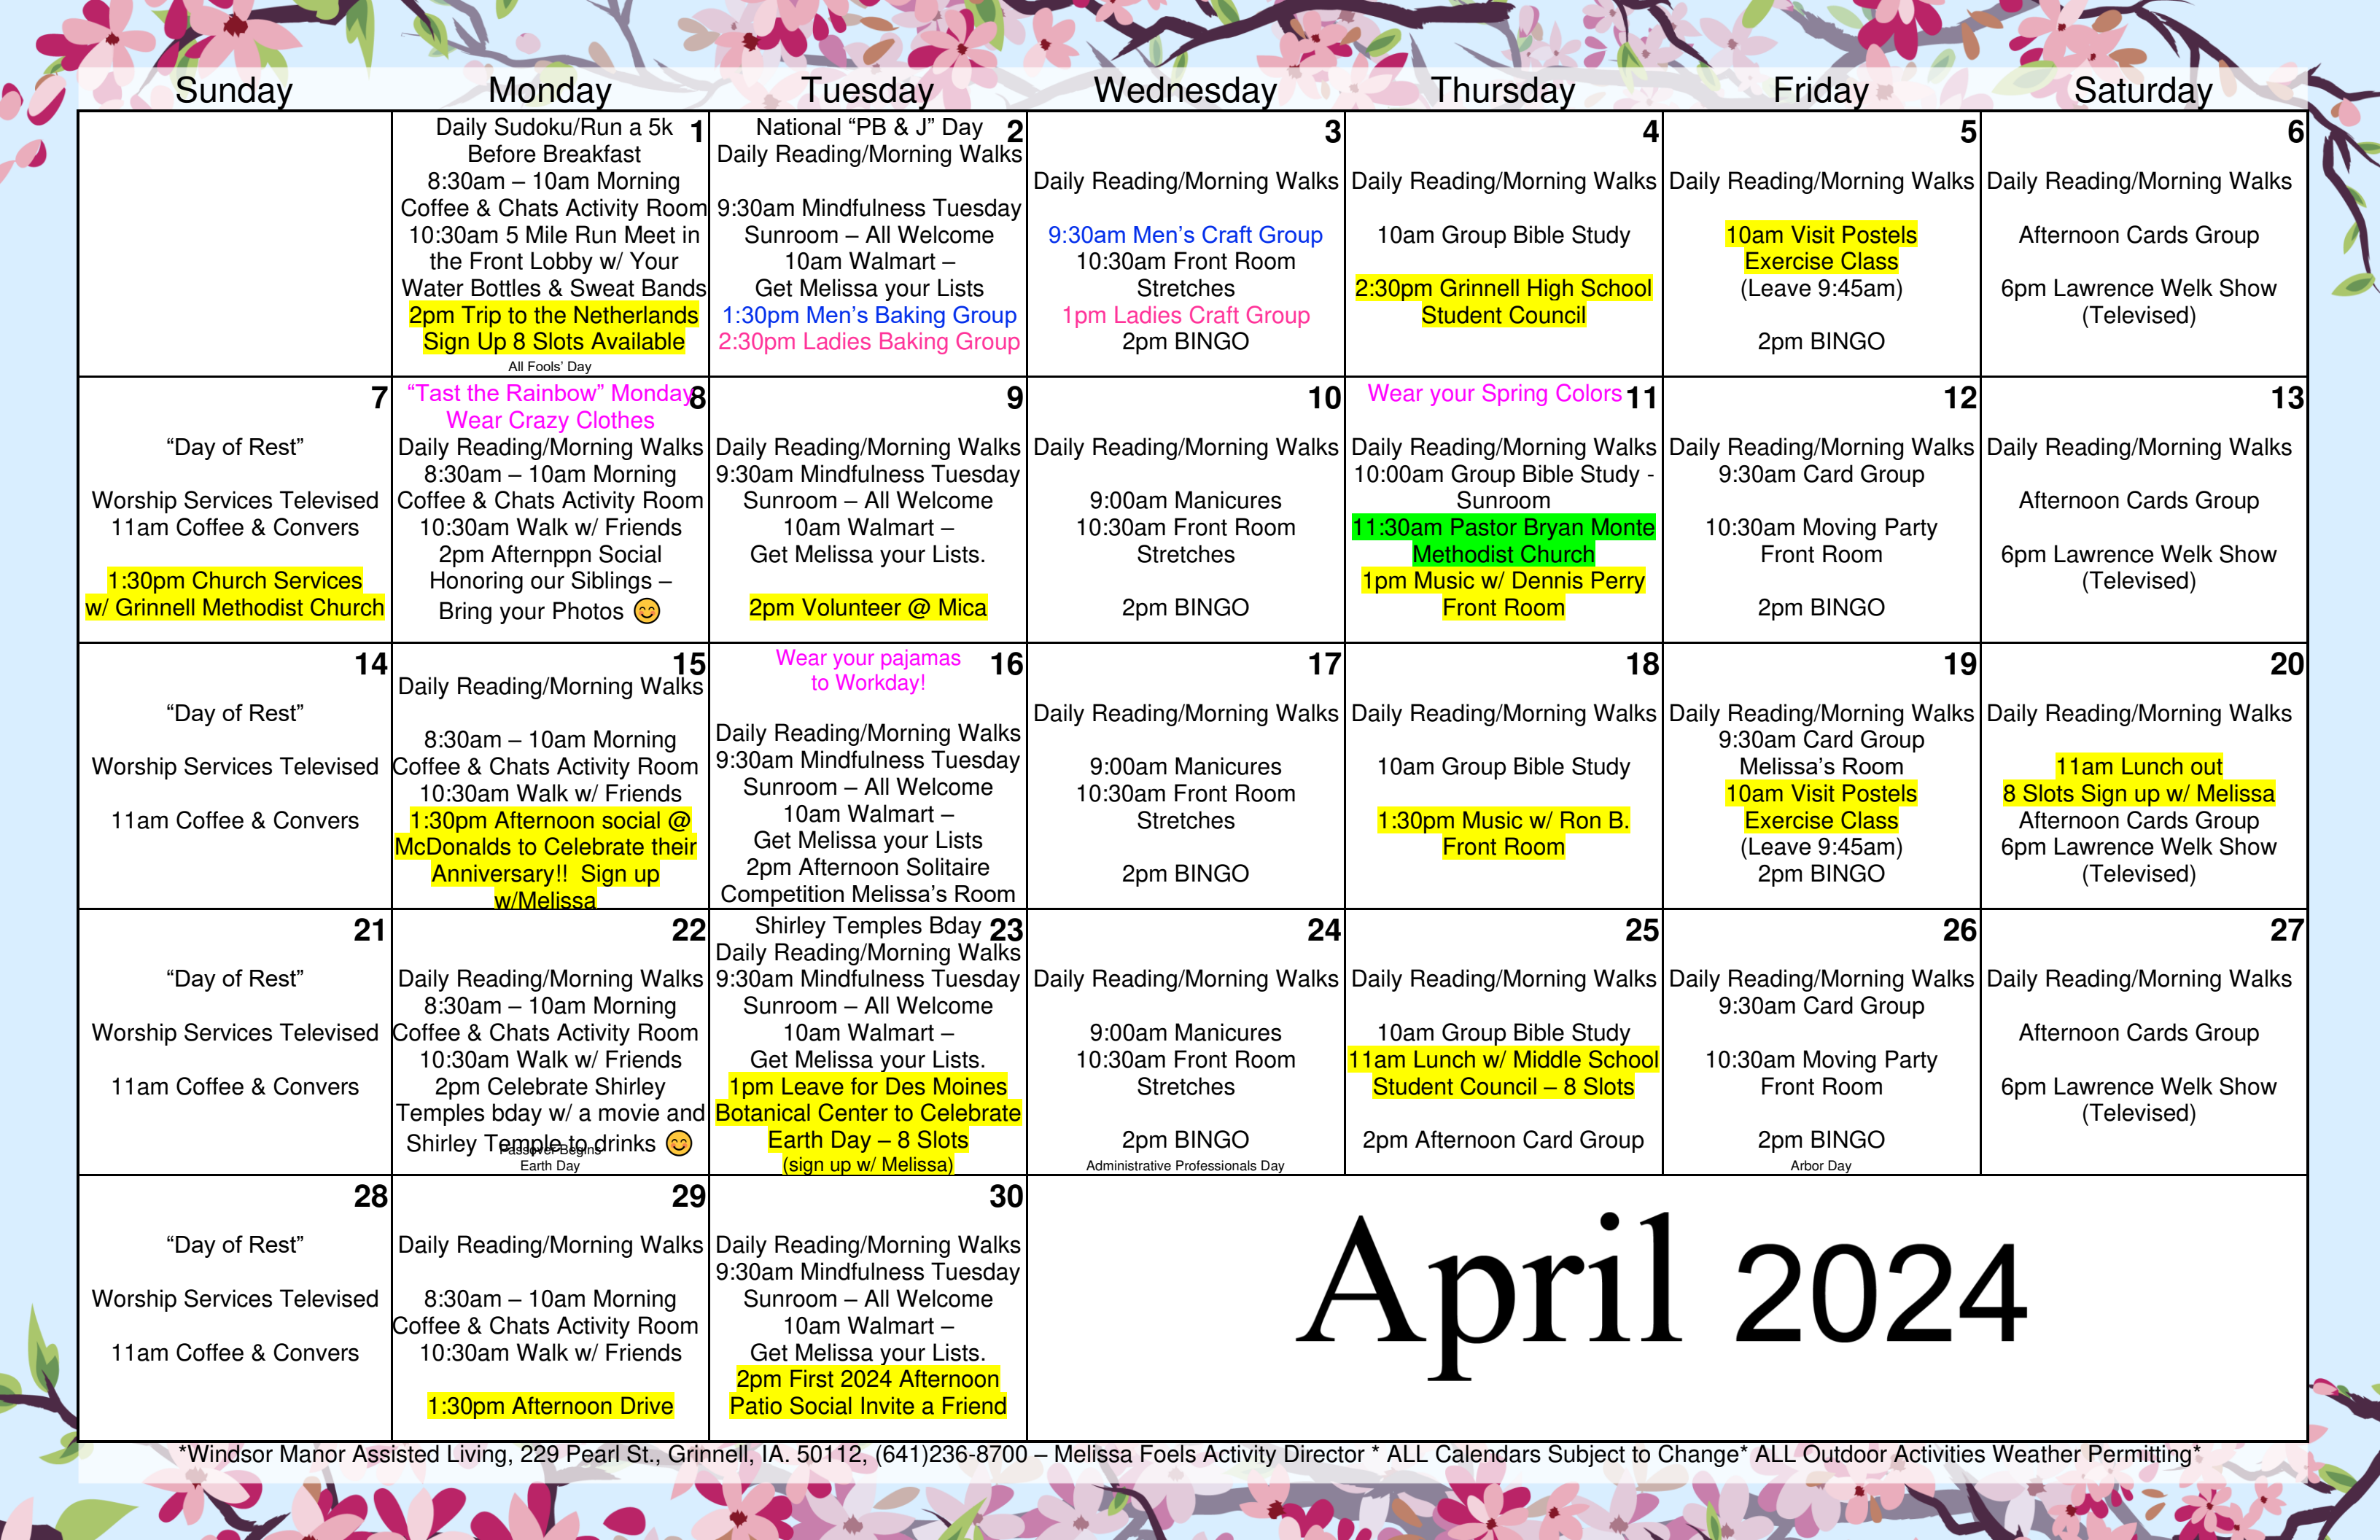 Sunday Monday Tuesday Wednesday Thursday Friday Saturday
1
Daily Sudoku/Run a 5k
Before Breakfast
8:30am – 10am Morning
Coffee & Chats Activity Room
10:30am 5 Mile Run Meet in
the Front Lobby w/ Your
Water Bottles & Sweat Bands
2pm Trip to the Netherlands
Sign Up 8 Slots Available
All Fools' Day
2
National “PB & J” Day
Daily Reading/Morning Walks
9:30am Mindfulness Tuesday
Sunroom – All Welcome
10am Walmart –
Get Melissa your Lists
1:30pm Men’s Baking Group
2:30pm Ladies Baking Group
3
Daily Reading/Morning Walks
9:30am Men’s Craft Group
10:30am Front Room
Stretches
1pm Ladies Craft Group
2pm BINGO
4
Daily Reading/Morning Walks
10am Group Bible Study
2:30pm Grinnell High School
Student Council
5
Daily Reading/Morning Walks
10am Visit Postels
Exercise Class
(Leave 9:45am)
2pm BINGO
6
Daily Reading/Morning Walks
Afternoon Cards Group
6pm Lawrence Welk Show
(Televised)
7
“Day of Rest”
Worship Services Televised
11am Coffee & Convers
1:30pm Church Services
w/ Grinnell Methodist Church
8
“Tast the Rainbow” Monday
Wear Crazy Clothes
Daily Reading/Morning Walks
8:30am – 10am Morning
Coffee & Chats Activity Room
10:30am Walk w/ Friends
2pm Afternppn Social
Honoring our Siblings –
Bring your Photos 😊
9
Daily Reading/Morning Walks
9:30am Mindfulness Tuesday
Sunroom – All Welcome
10am Walmart –
Get Melissa your Lists.
2pm Volunteer @ Mica
10
Daily Reading/Morning Walks
9:00am Manicures
10:30am Front Room
Stretches
2pm BINGO
11
Wear your Spring Colors
Daily Reading/Morning Walks
10:00am Group Bible Study -
Sunroom
11:30am Pastor Bryan Monte
Methodist Church
1pm Music w/ Dennis Perry
Front Room
12
Daily Reading/Morning Walks
9:30am Card Group
10:30am Moving Party
Front Room
2pm BINGO
13
Daily Reading/Morning Walks
Afternoon Cards Group
6pm Lawrence Welk Show
(Televised)
14
“Day of Rest”
Worship Services Televised
11am Coffee & Convers
15
Daily Reading/Morning Walks
8:30am – 10am Morning
Coffee & Chats Activity Room
10:30am Walk w/ Friends
1:30pm Afternoon social @
McDonalds to Celebrate their
Anniversary!! Sign up
w/Melissa
16
Wear your pajamas
to Workday!
Daily Reading/Morning Walks
9:30am Mindfulness Tuesday
Sunroom – All Welcome
10am Walmart –
Get Melissa your Lists
2pm Afternoon Solitaire
Competition Melissa’s Room
17
Daily Reading/Morning Walks
9:00am Manicures
10:30am Front Room
Stretches
2pm BINGO
18
Daily Reading/Morning Walks
10am Group Bible Study
1:30pm Music w/ Ron B.
Front Room
19
Daily Reading/Morning Walks
9:30am Card Group
Melissa’s Room
10am Visit Postels
Exercise Class
(Leave 9:45am)
2pm BINGO
20
Daily Reading/Morning Walks
11am Lunch out
8 Slots Sign up w/ Melissa
Afternoon Cards Group
6pm Lawrence Welk Show
(Televised)
21
“Day of Rest”
Worship Services Televised
11am Coffee & Convers
22
Daily Reading/Morning Walks
8:30am – 10am Morning
Coffee & Chats Activity Room
10:30am Walk w/ Friends
2pm Celebrate Shirley
Temples bday w/ a movie and
Shirley Temple to drinks 😊
Passover Begins
Earth Day
23
Shirley Temples Bday
Daily Reading/Morning Walks
9:30am Mindfulness Tuesday
Sunroom – All Welcome
10am Walmart –
Get Melissa your Lists.
1pm Leave for Des Moines
Botanical Center to Celebrate
Earth Day – 8 Slots
(sign up w/ Melissa)
24
Daily Reading/Morning Walks
9:00am Manicures
10:30am Front Room
Stretches
2pm BINGO
Administrative Professionals Day
25
Daily Reading/Morning Walks
10am Group Bible Study
11am Lunch w/ Middle School
Student Council – 8 Slots
2pm Afternoon Card Group
26
Daily Reading/Morning Walks
9:30am Card Group
10:30am Moving Party
Front Room
2pm BINGO
Arbor Day
27
Daily Reading/Morning Walks
Afternoon Cards Group
6pm Lawrence Welk Show
(Televised)
28
“Day of Rest”
Worship Services Televised
11am Coffee & Convers
29
Daily Reading/Morning Walks
8:30am – 10am Morning
Coffee & Chats Activity Room
10:30am Walk w/ Friends
1:30pm Afternoon Drive
30
Daily Reading/Morning Walks
9:30am Mindfulness Tuesday
Sunroom – All Welcome
10am Walmart –
Get Melissa your Lists.
2pm First 2024 Afternoon
Patio Social Invite a Friend
April 2024
*Windsor Manor Assisted Living, 229 Pearl St., Grinnell, IA. 50112, (641)236-8700 – Melissa Foels Activity Director * ALL Calendars Subject to Change* ALL Outdoor Activities Weather Permitting*